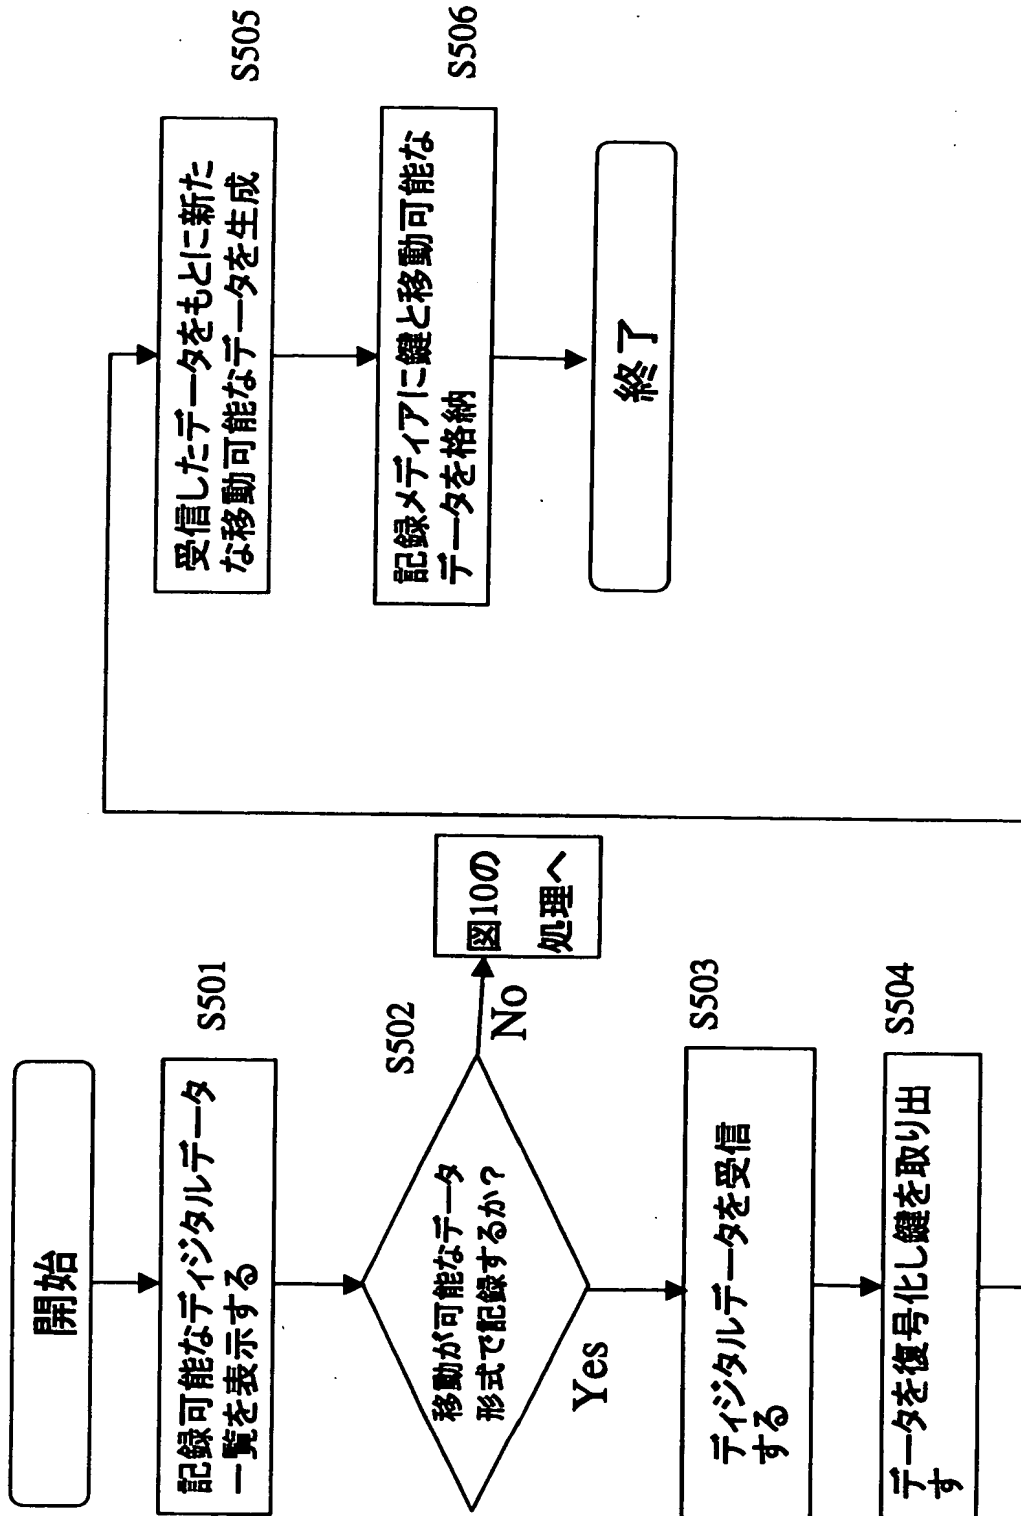 開始
記録可能なディジタルデータ
一覧を表示する
S501
移動が可能なデータ
形式で記録するか?
S502
No
図10の
処理へ
Yes
ディジタルデータを受信
する
S503
データを復号化し鍵を取り出
す
S504
受信したデータをもとに新た
な移動可能なデータを生成
S505
記録メディアに鍵と移動可能な
データを格納
S506
終了